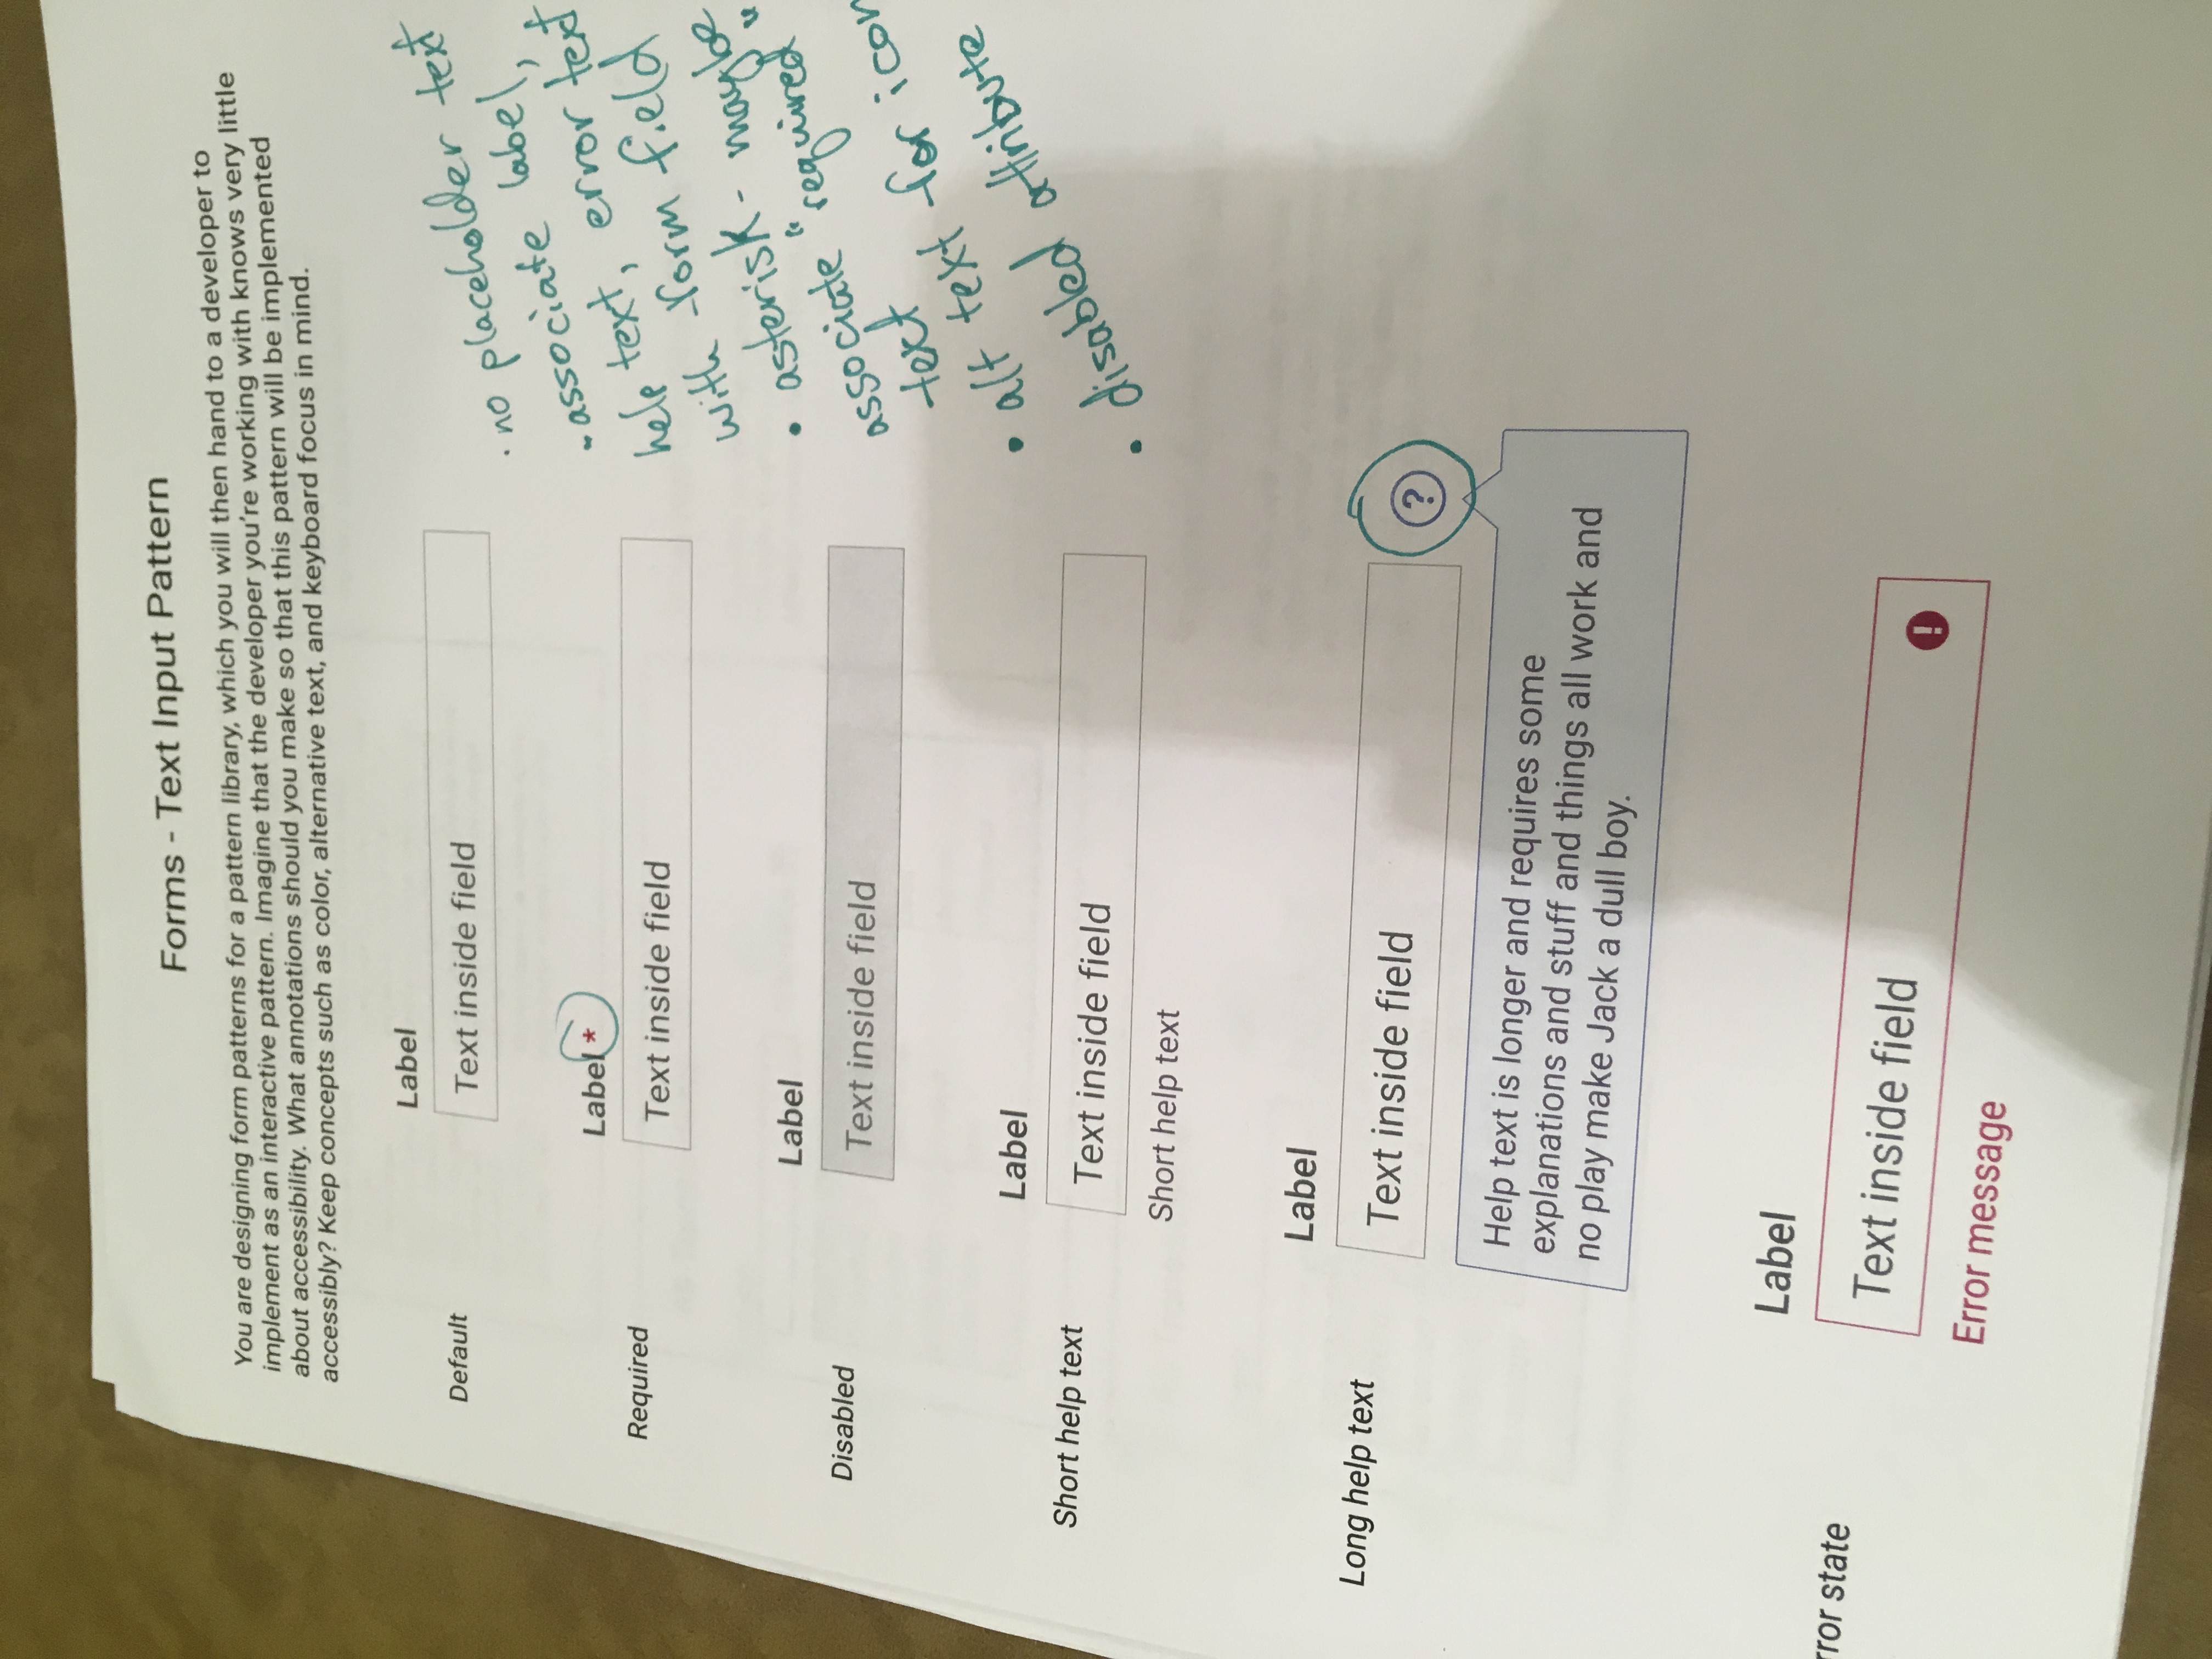 Forms - Text Input Pattern
You are designing form patterns for a pattern library, which you will then hand to a developer to
implement as an interactive pattern. Imagine that the developer you're working with knows very little
about accessibility. What annotations should you make so that this pattern will be implemented
accessibly? Keep concepts such as color, alternative text, and keyboard focus in mind.
Default
Label
Text inside field
Required
Label *
Text inside field
Disabled
Label
Text inside field
Short help text
Label
Text inside field
Short help text
Long help text
Label
Text inside field
?
Help text is longer and requires some
explanations and stuff and things all work and
no play make Jack a dull boy.
rror state
Label
Text inside field
!
Error message
• no placeholder text
• associate label,
help text, error text
with form field
• asterisk - maybe
associate "required"
text
• alt text for icon
• disabled attribute